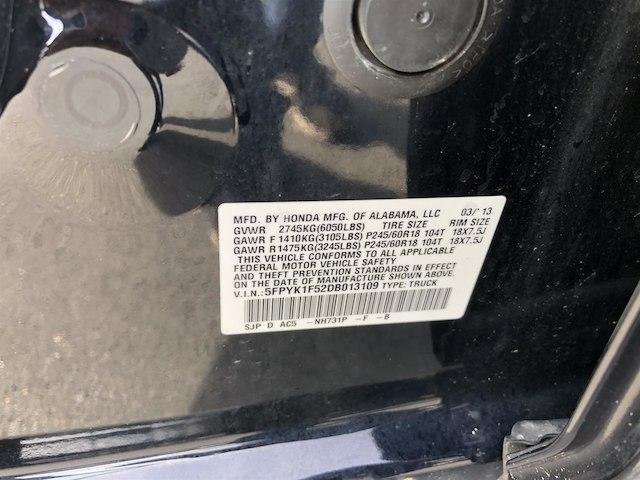 MFD. BY HONDA MFG. OF ALABAMA, LLC 03/'13
GVWR 2745KG(6050LBS) TIRE SIZE RIM SIZE
GAWR F1410KG(3105LBS) P245/60R18 104T 18X7.5J
GAWR R1475KG(3245LBS) P245/60R18 104T 18X7.5J
THIS VEHICLE CONFORMS TO ALL APPLICABLE
FEDERAL MOTOR VEHICLE SAFETY
AND THEFT PREVENTION STANDARDS IN EFFECT
ON THE DATE OF MANUFACTURE SHOWN ABOVE.
V.I.N.: 5FPYK1F52DB013109 TYPE: TRUCK
SJP D AC5 -NH731P -F -B